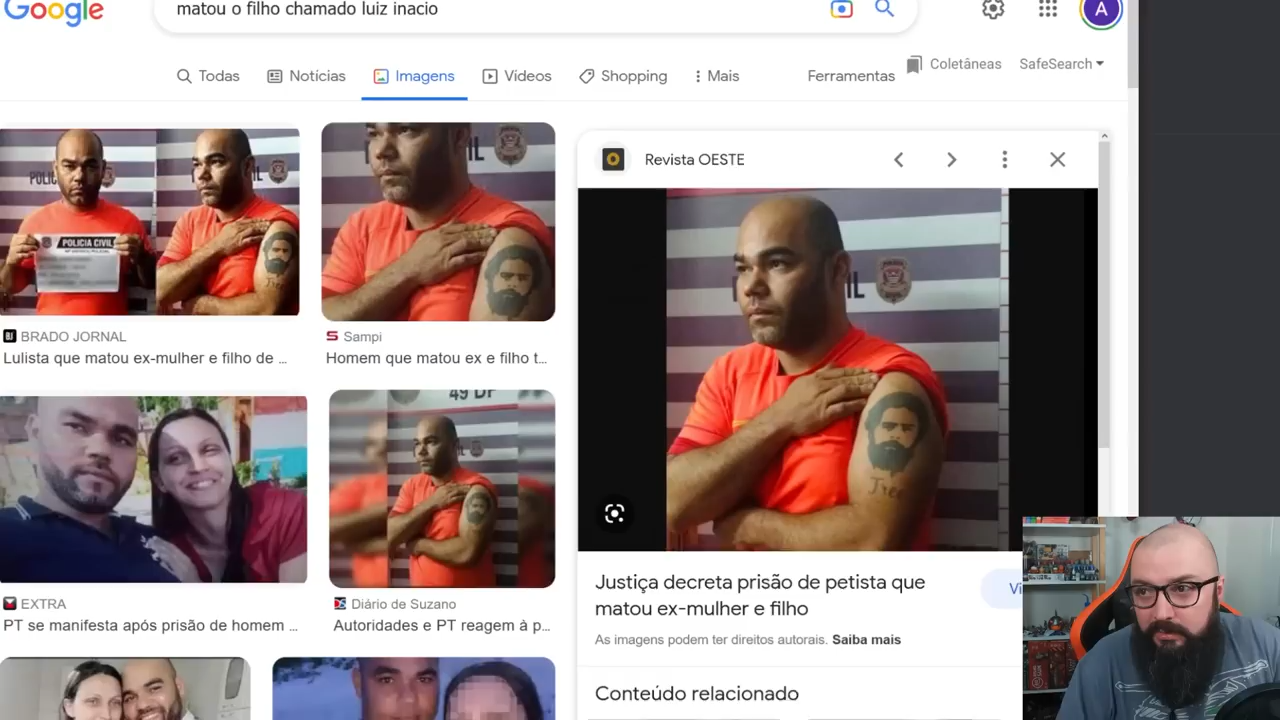 Google
matou o filho chamado luiz inacio
A
Todas
Notícias
Imagens
Vídeos
Shopping
Mais
Ferramentas
Coletâneas
SafeSearch
POLICIA CIVIL
BRADO JORNAL
Lulista que matou ex-mulher e filho de ...
Sampi
Homem que matou ex e filho t...
49 DP
EXTRA
PT se manifesta após prisão de homem ...
Diário de Suzano
Autoridades e PT reagem à p...
Revista OESTE
Justiça decreta prisão de petista que
matou ex-mulher e filho
As imagens podem ter direitos autorais. Saiba mais
Conteúdo relacionado